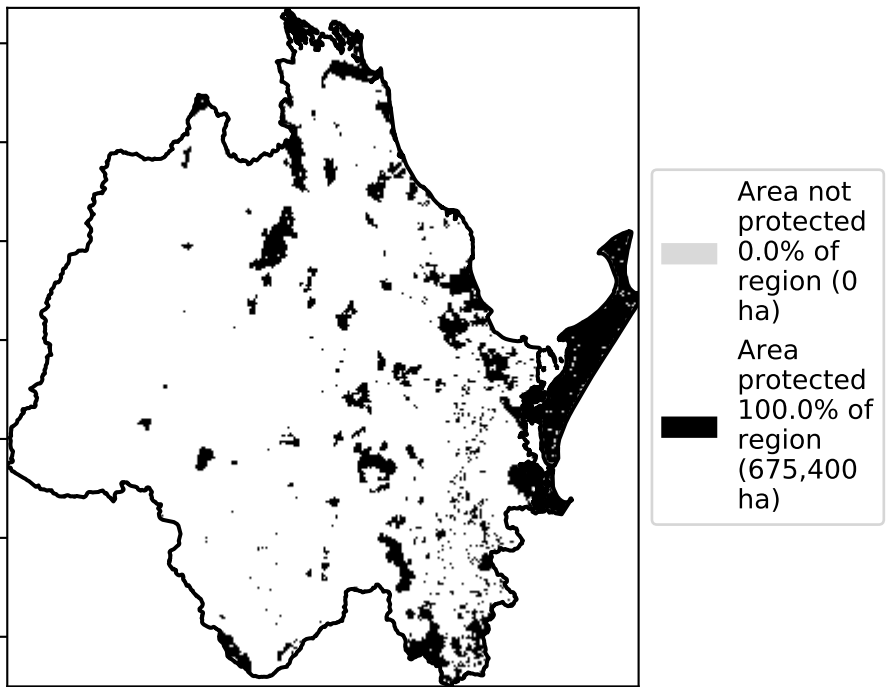 Area not
protected
0.0% of
region (0
ha)
Area
protected
100.0% of
region
(675,400
ha)